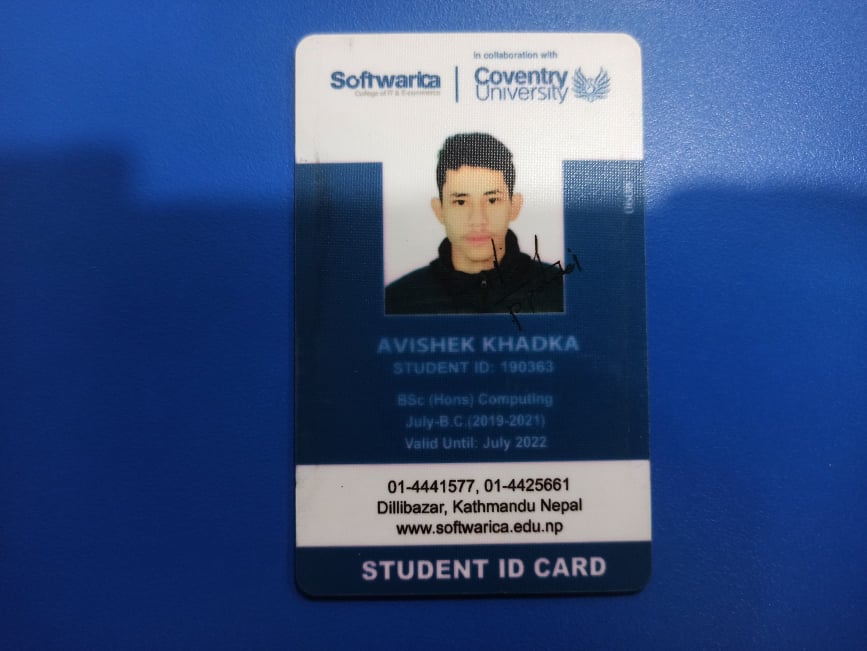 in collaboration with
Softwarica
College of IT & E-commerce
Coventry
University
AVISHEK KHADKA
STUDENT ID: 190363
BSc (Hons) Computing
July-B.C.(2019-2021)
Valid Until: July 2022
01-4441577, 01-4425661
Dillibazar, Kathmandu Nepal
www.softwarica.edu.np
STUDENT ID CARD